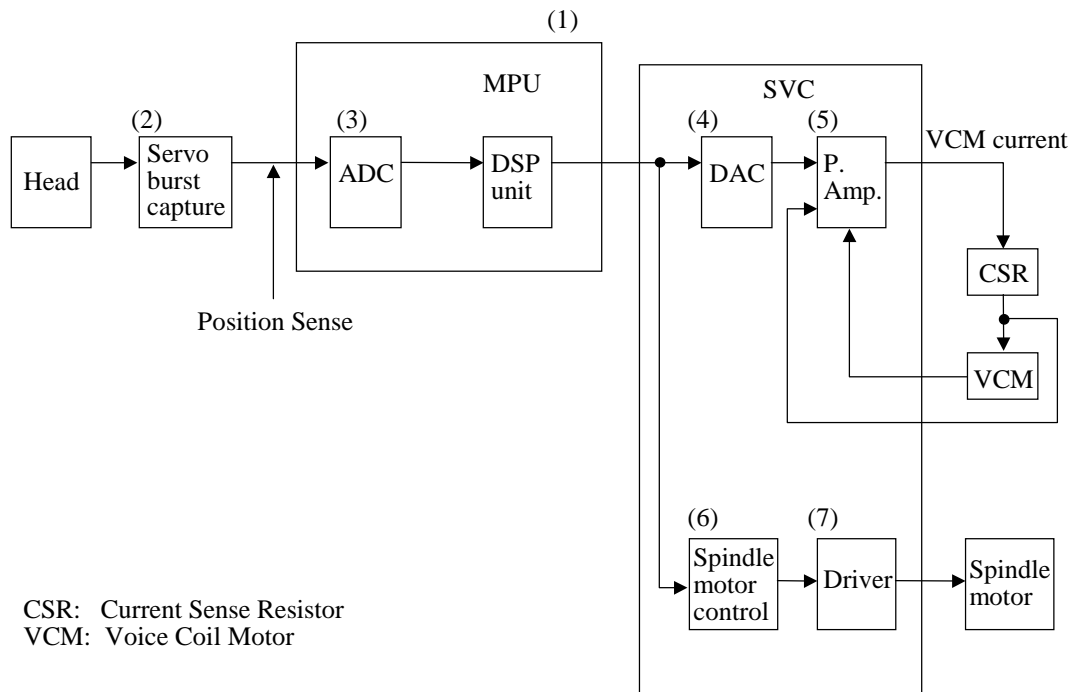 (1)
MPU
SVC
(2)
(3)
(4)
(5)
VCM current
Head
Servo
burst
capture
ADC
DSP
unit
DAC
P.
Amp.
CSR
Position Sense
VCM
(6)
(7)
Spindle
motor
control
Driver
Spindle
motor
CSR: Current Sense Resistor
VCM: Voice Coil Motor